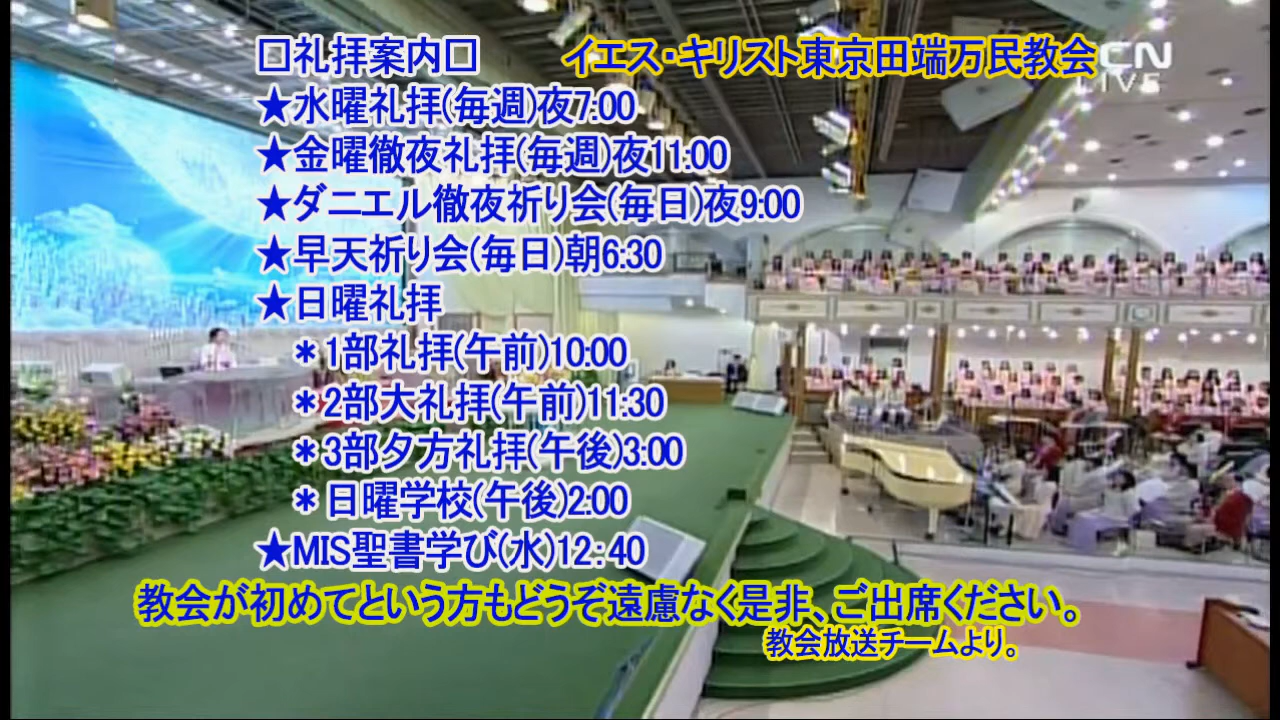 □礼拝案内□ イエス・キリスト東京田端万民教会
CN
LIVE
★水曜礼拝(毎週)夜7:00
★金曜徹夜礼拝(毎週)夜11:00
★ダニエル徹夜祈り会(毎日)夜9:00
★早天祈り会(毎日)朝6:30
★日曜礼拝
＊1部礼拝(午前)10:00
＊2部大礼拝(午前)11:30
＊3部夕方礼拝(午後)3:00
＊日曜学校(午後)2:00
★MIS聖書学び(水)12:40
教会が初めてという方もどうぞ遠慮なく是非、ご出席ください。
教会放送チームより。